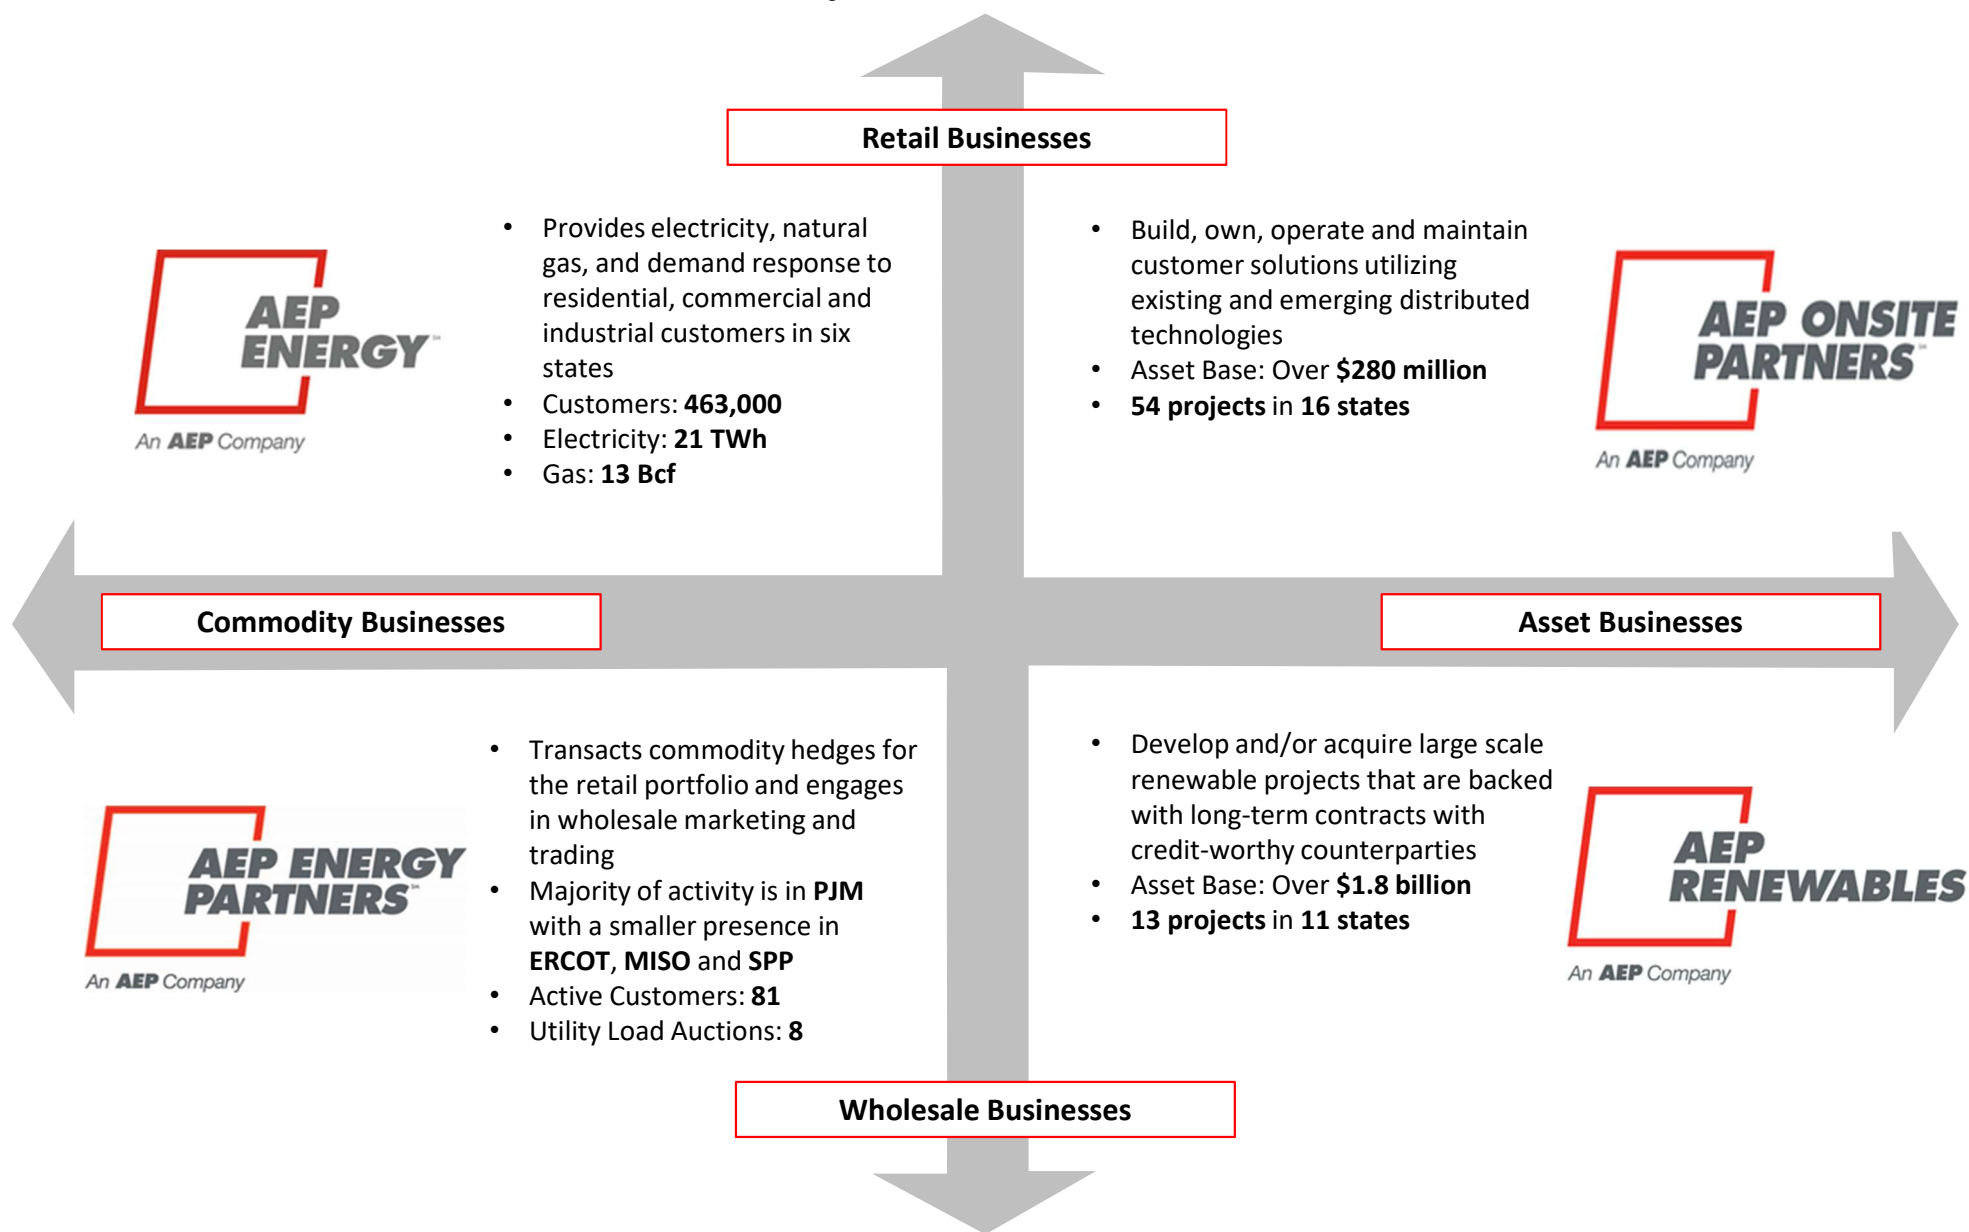 Retail Businesses
AEP
ENERGY℠
An AEP Company
• Provides electricity, natural
gas, and demand response to
residential, commercial and
industrial customers in six
states
• Customers: 463,000
• Electricity: 21 TWh
• Gas: 13 Bcf
• Build, own, operate and maintain
customer solutions utilizing
existing and emerging distributed
technologies
• Asset Base: Over $280 million
• 54 projects in 16 states
AEP ONSITE
PARTNERS℠
An AEP Company
Commodity Businesses
Asset Businesses
AEP ENERGY
PARTNERS℠
An AEP Company
• Transacts commodity hedges for
the retail portfolio and engages
in wholesale marketing and
trading
• Majority of activity is in PJM
with a smaller presence in
ERCOT, MISO and SPP
• Active Customers: 81
• Utility Load Auctions: 8
• Develop and/or acquire large scale
renewable projects that are backed
with long-term contracts with
credit-worthy counterparties
• Asset Base: Over $1.8 billion
• 13 projects in 11 states
AEP
RENEWABLES
An AEP Company
Wholesale Businesses